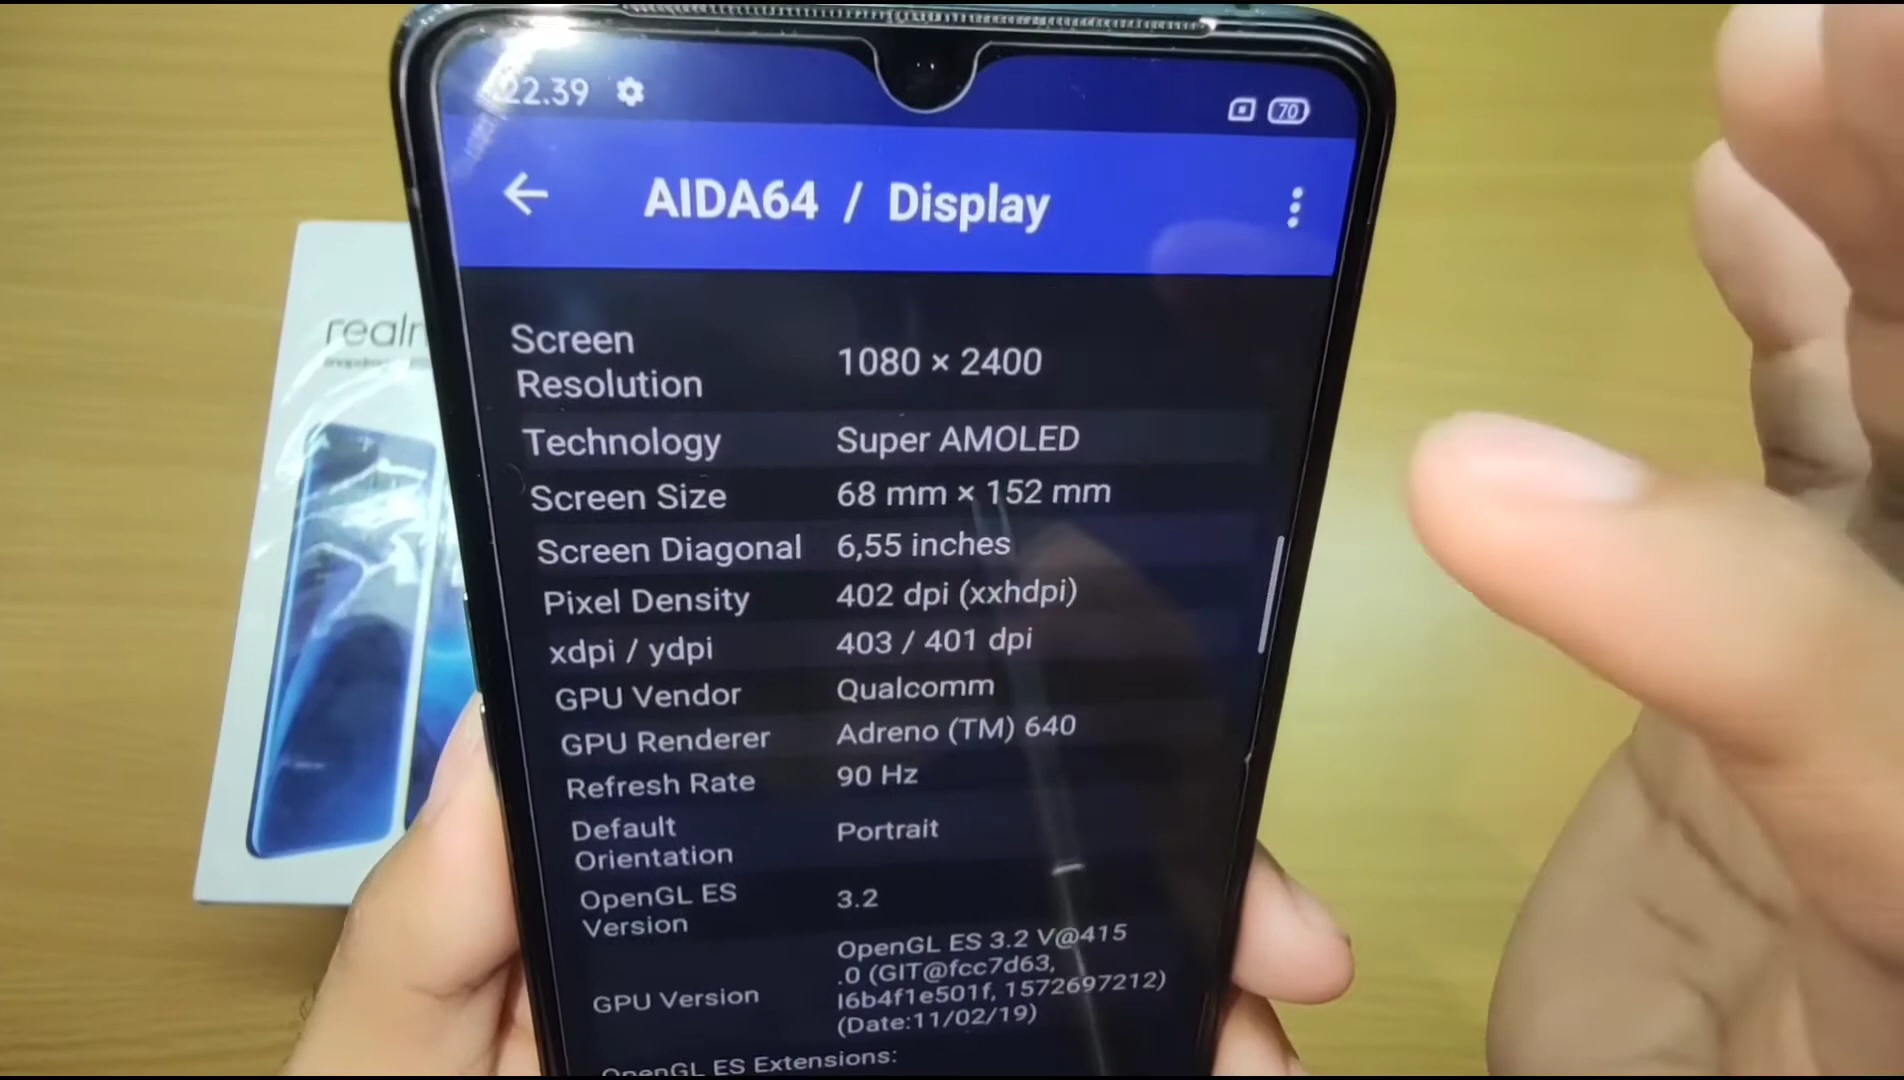 22.39
70
AIDA64 / Display
Screen
Resolution
1080 × 2400
Technology Super AMOLED
Screen Size 68 mm × 152 mm
Screen Diagonal 6,55 inches
Pixel Density 402 dpi (xxhdpi)
xdpi / ydpi 403 / 401 dpi
GPU Vendor Qualcomm
GPU Renderer Adreno (TM) 640
Refresh Rate 90 Hz
Default
Orientation
Portrait
OpenGL ES
Version
3.2
GPU Version
OpenGL ES 3.2 V@415
.0 (GIT@fcc7d63,
I6b4f1e501f, 1572697212)
(Date:11/02/19)
OpenGL ES Extensions:
realm